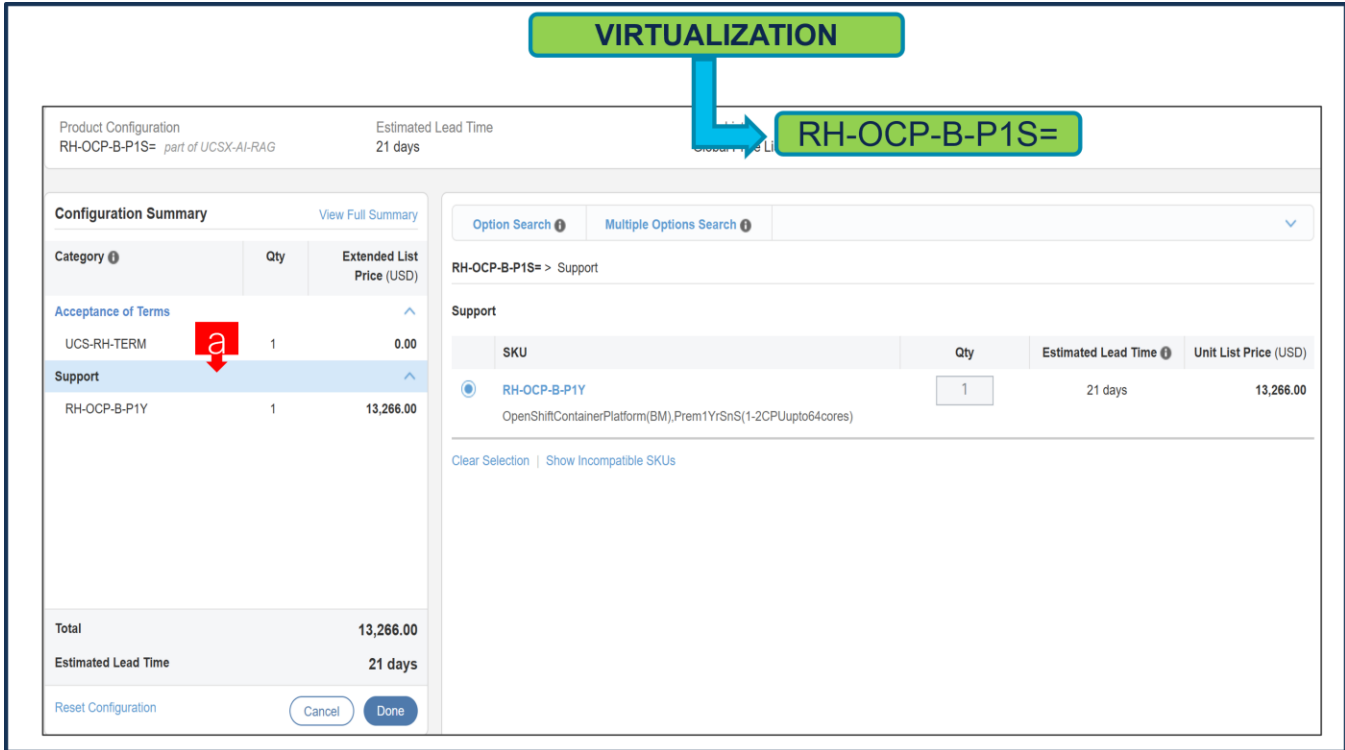 VIRTUALIZATION
RH-OCP-B-P1S=
Product Configuration
RH-OCP-B-P1S= part of UCSX-AI-RAG
Estimated Lead Time
21 days
Configuration Summary
View Full Summary
Category
Qty
Extended List
Price (USD)
Acceptance of Terms
UCS-RH-TERM 1 0.00
a
Support
RH-OCP-B-P1Y 1 13,266.00
Total 13,266.00
Estimated Lead Time 21 days
Reset Configuration
Cancel
Done
Option Search
Multiple Options Search
RH-OCP-B-P1S= > Support
Support
SKU Qty Estimated Lead Time Unit List Price (USD)
RH-OCP-B-P1Y 1 21 days 13,266.00
OpenShiftContainerPlatform(BM),Prem1YrSnS(1-2CPUupto64cores)
Clear Selection | Show Incompatible SKUs